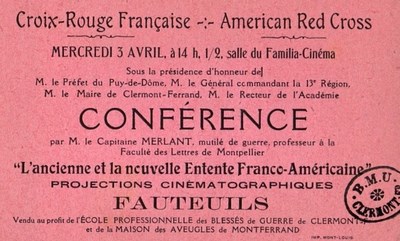 Croix-Rouge Française -:- American Red Cross
MERCREDI 3 AVRIL, à 14 h, 1/2, salle du Familia-Cinéma
Sous la présidence d'honneur de
M. le Préfet du Puy-de-Dôme, M. le Général commandant la 13e Région,
M. le Maire de Clermont-Ferrand, M. le Recteur de l'Académie
CONFÉRENCE
par M. le Capitaine MERLANT, mutilé de guerre, professeur à la
Faculté des Lettres de Montpellier
"L'ancienne et la nouvelle Entente Franco-Américaine"
PROJECTIONS CINÉMATOGRAPHIQUES
FAUTEUILS
Vendu au profit de l'ÉCOLE PROFESSIONNELLE des BLESSÉS de GUERRE de CLERMONT
et de la MAISON des AVEUGLES de MONTFERRAND
IMP. MONT-LOUIS
B.M.U.
CLERMONT